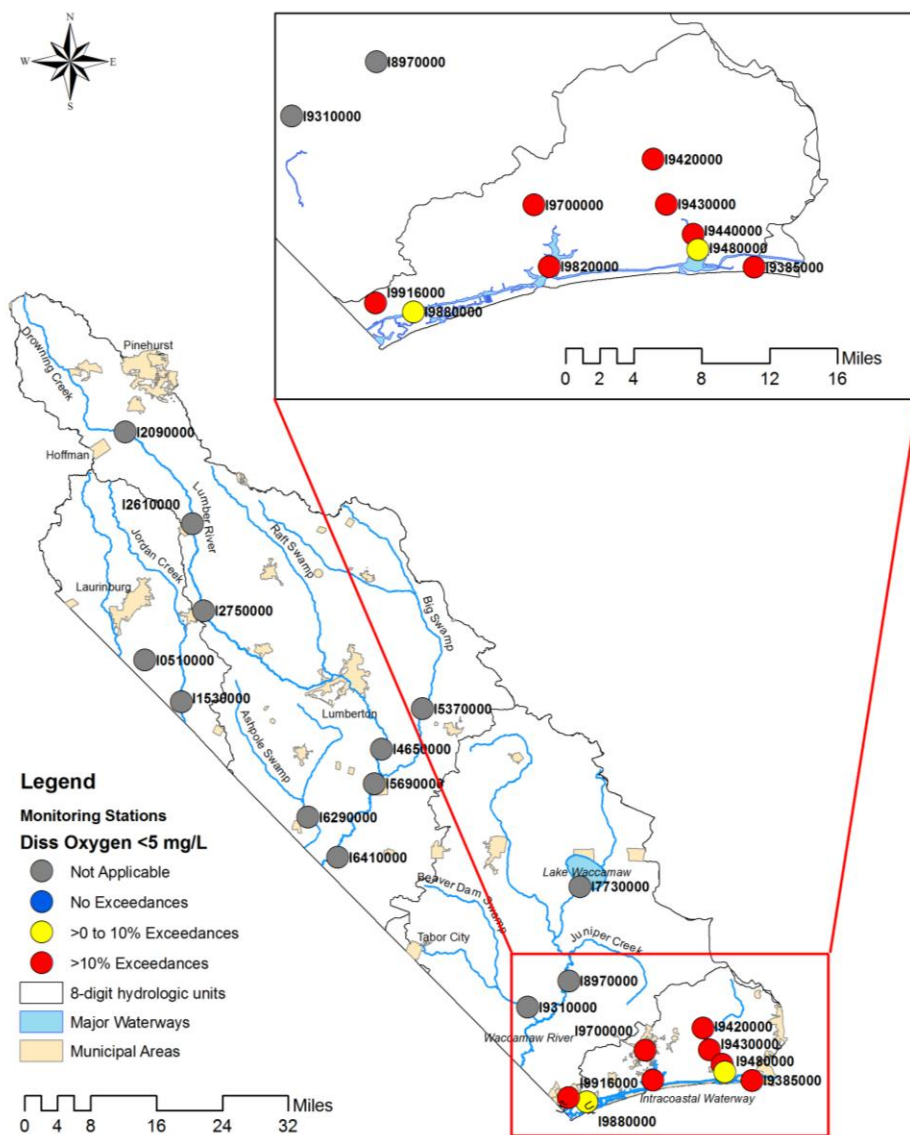 N
W
E
S
I8970000
I9310000
I9420000
I9700000
I9430000
I9440000
I9480000
I9820000
I9385000
I9916000
I9880000
Miles
0 2 4 8 12 16
Drowning Creek
Pinehurst
I2090000
Hoffman
I2610000
Lumber River
Raft Swamp
Jordan Creek
Laurinburg
I2750000
Big Swamp
I0510000
I1530000
Lumberton
I5370000
Ashpole Swamp
I4650000
I5690000
I6290000
I6410000
Lake Waccamaw
I7730000
Beaver Dam Swamp
Tabor City
Juniper Creek
I8970000
I9310000
Waccamaw River
I9700000
I9420000
I9430000
I9480000
I9916000
I9385000
Intracoastal Waterway
I9880000
Legend
Monitoring Stations
Diss Oxygen <5 mg/L
Not Applicable
No Exceedances
>0 to 10% Exceedances
>10% Exceedances
8-digit hydrologic units
Major Waterways
Municipal Areas
Miles
0 4 8 16 24 32